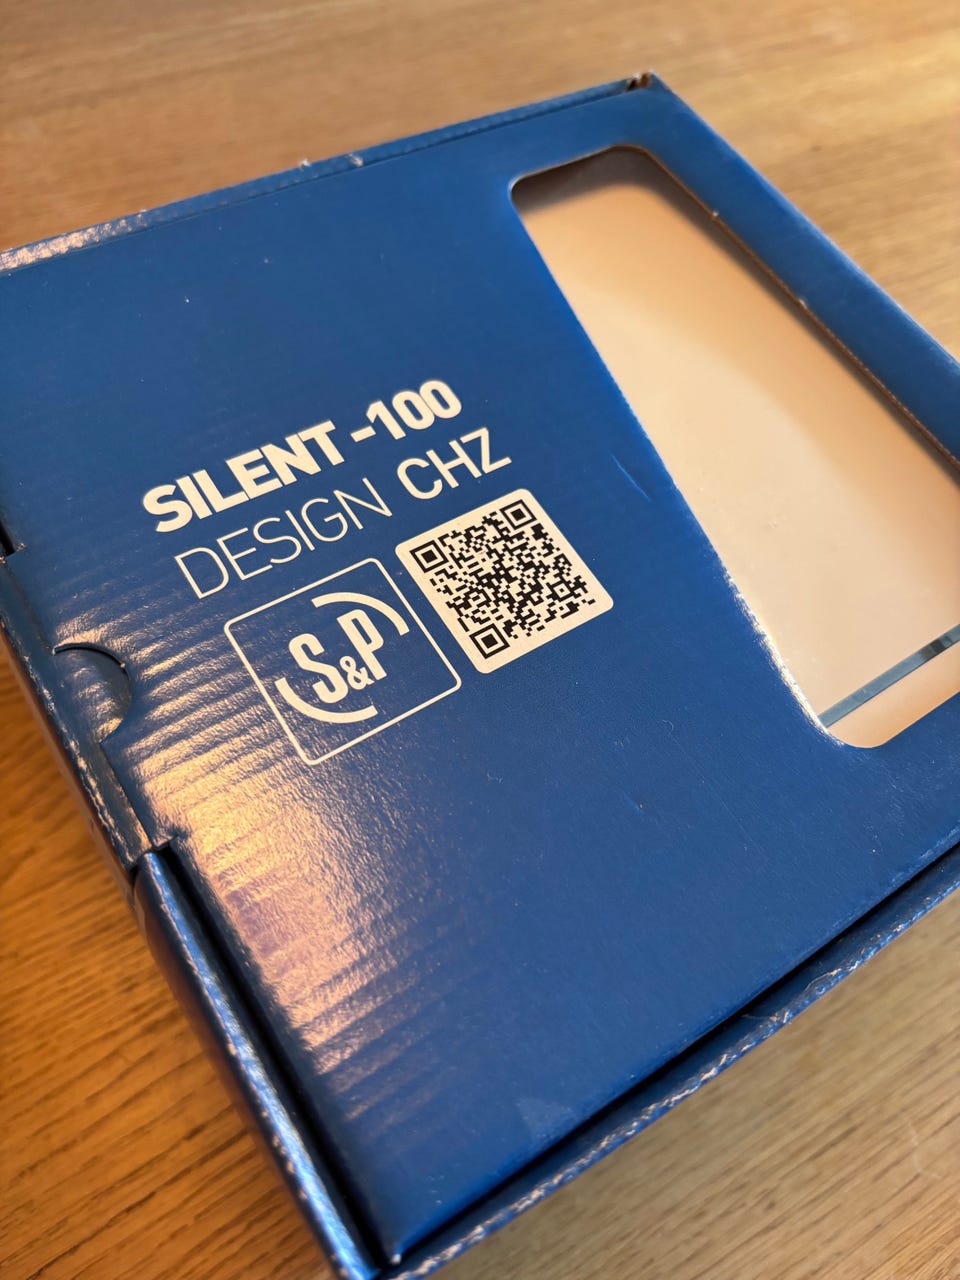 SILENT -100
DESIGN CHZ
S&P